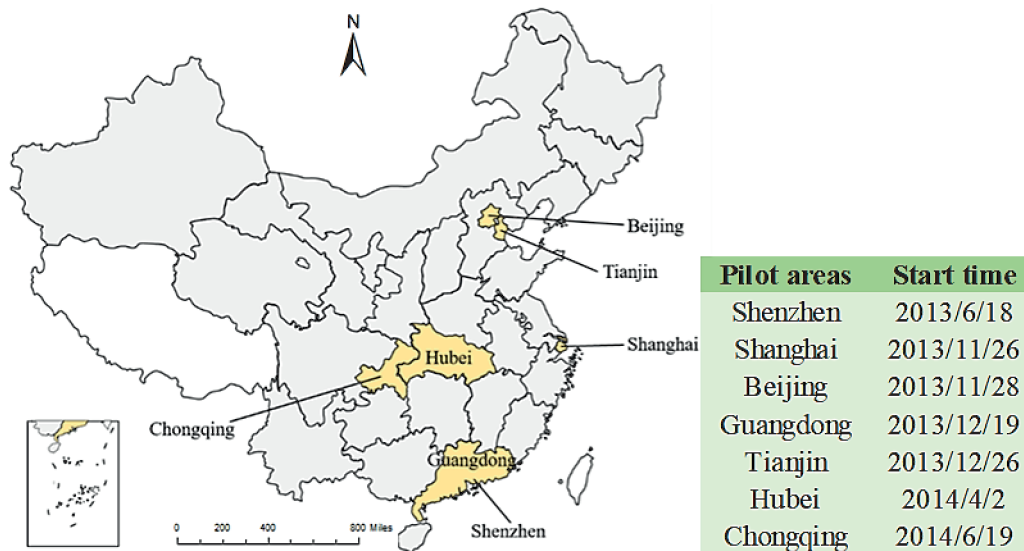 N
Beijing
Tianjin
Shanghai
Hubei
Chongqing
Guangdong
Shenzhen
0 200 400 800 Miles
Pilot areas Start time
Shenzhen 2013/6/18
Shanghai 2013/11/26
Beijing 2013/11/28
Guangdong 2013/12/19
Tianjin 2013/12/26
Hubei 2014/4/2
Chongqing 2014/6/19